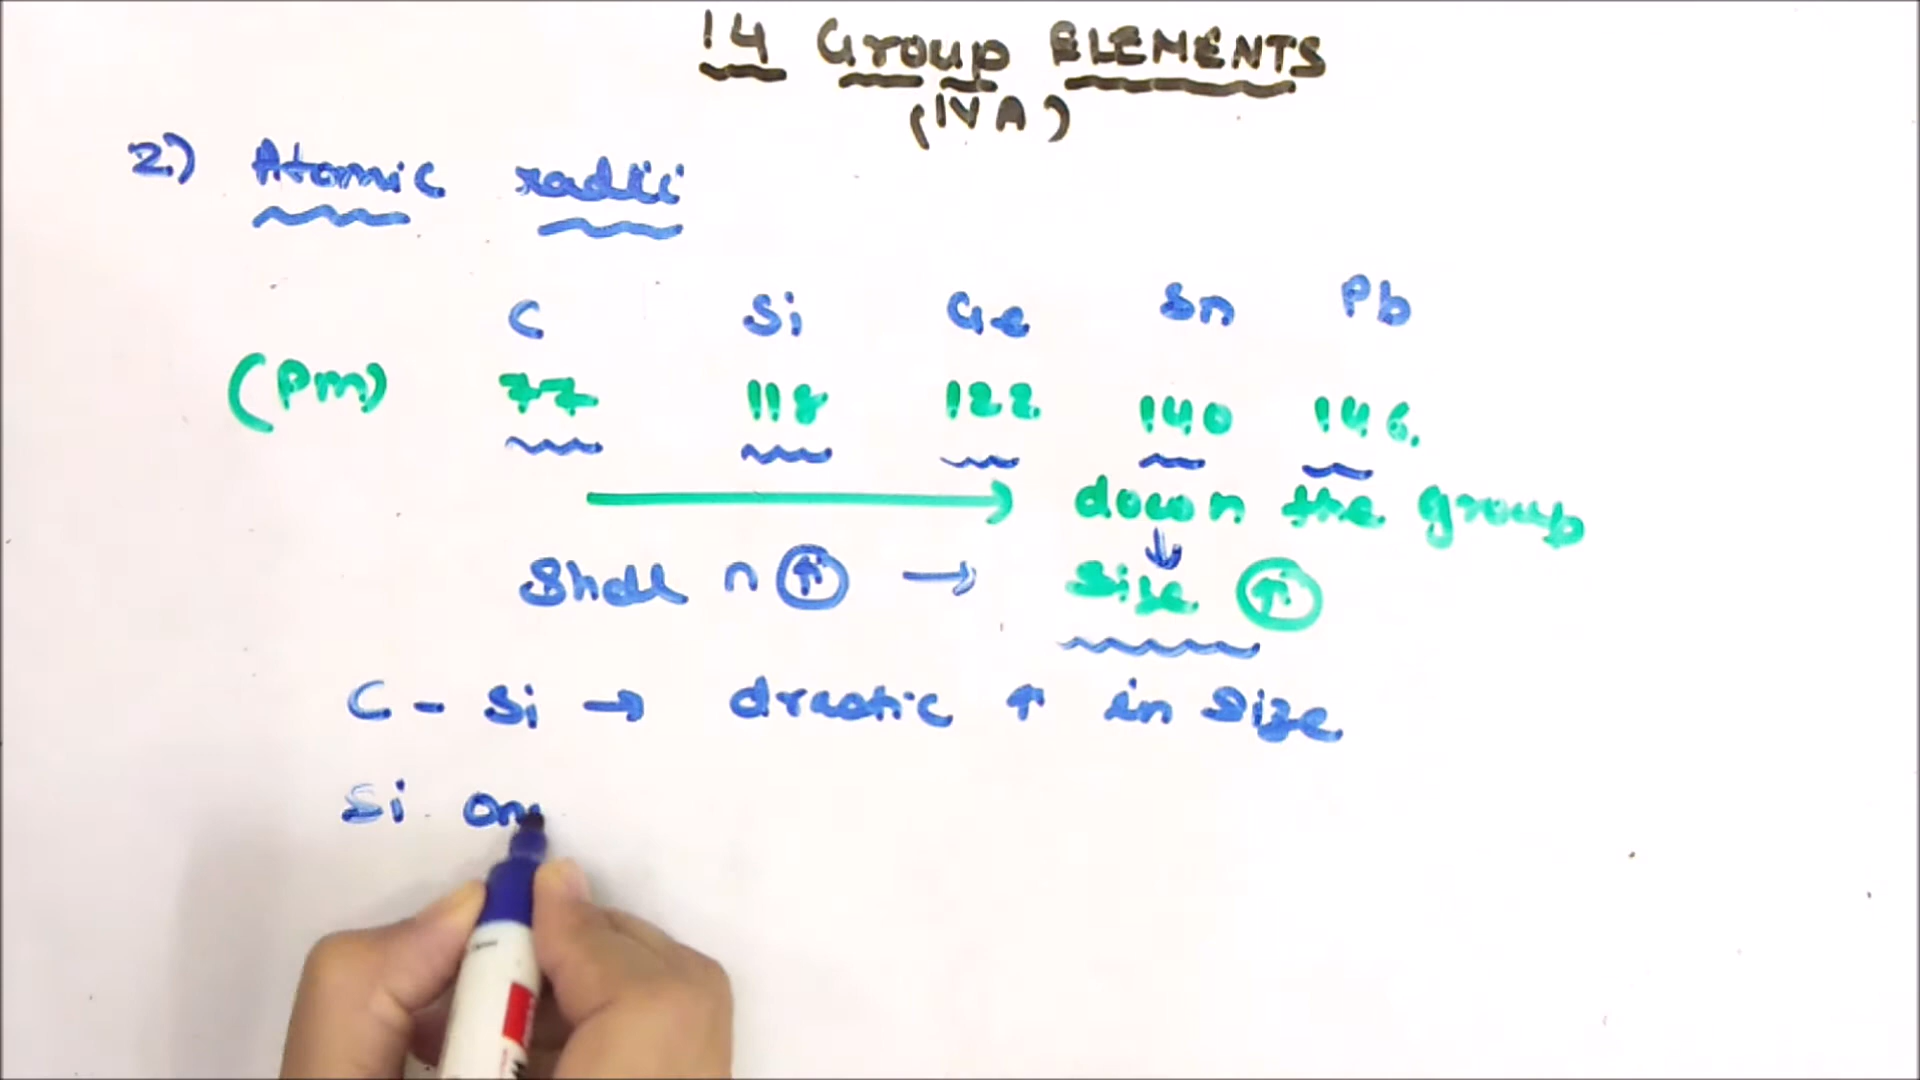 14 Group ELEMENTS
(IVA)
2) Atomic radii
C Si Ge Sn Pb
(Pm) 77 118 122 140 146
→ down the group
↓
Shell n ↑ → Size ↑
C - Si → drastic ↑ in size
Si on